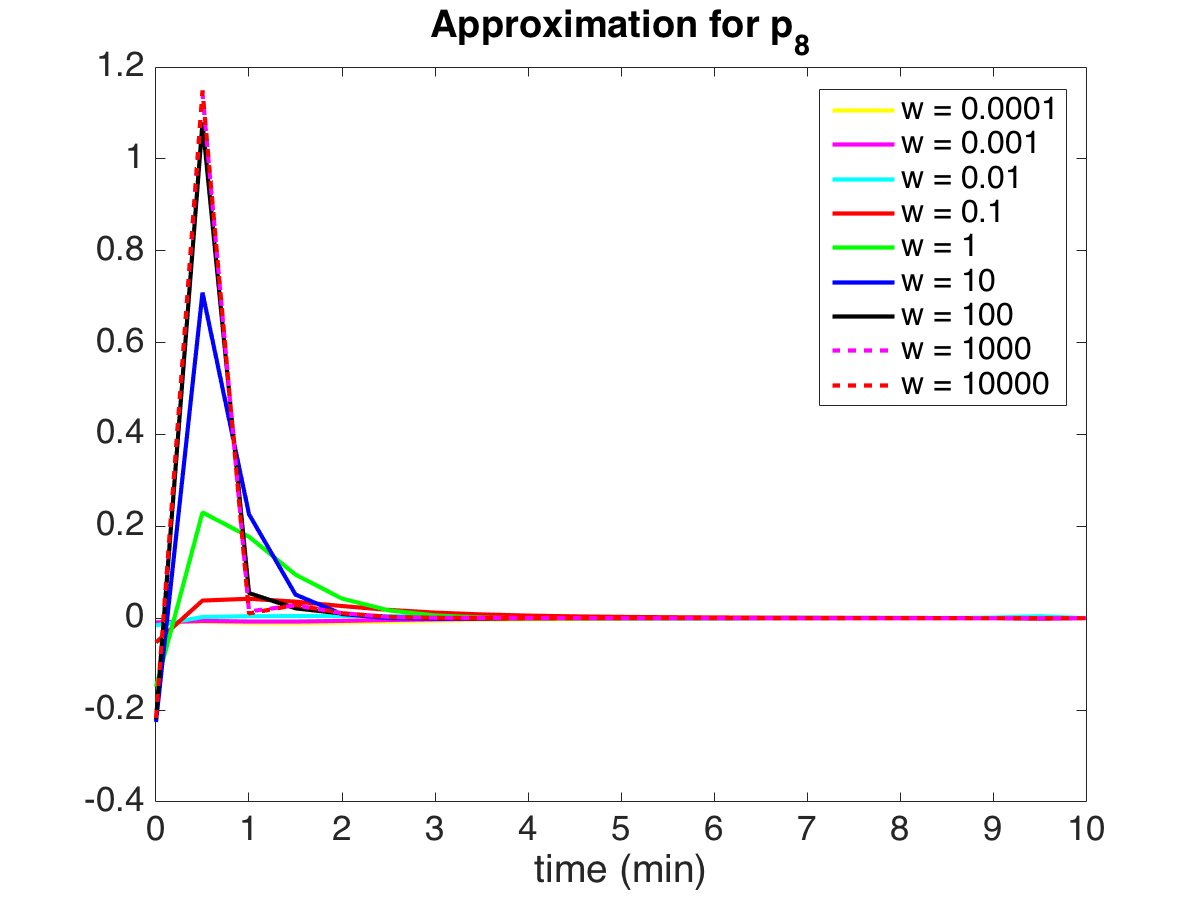 Approximation for p8
1.2
1
0.8
0.6
0.4
0.2
0
-0.2
-0.4
0 1 2 3 4 5 6 7 8 9 10
time (min)
w = 0.0001
w = 0.001
w = 0.01
w = 0.1
w = 1
w = 10
w = 100
w = 1000
w = 10000